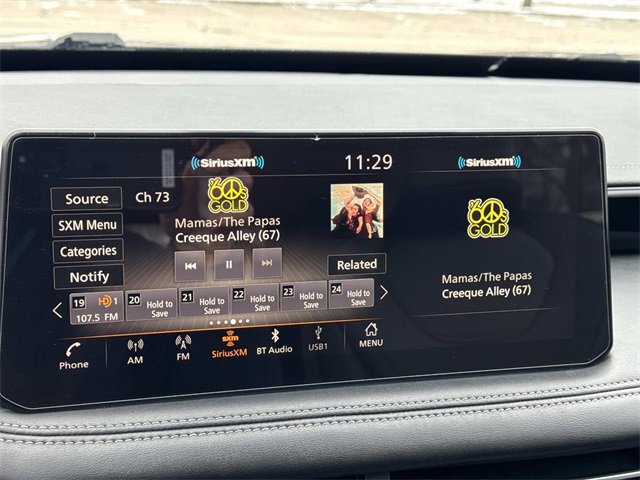 SiriusXM
11:29
SiriusXM
Source
Ch 73
60s
GOLD
SXM Menu
Mamas/The Papas
Creeque Alley (67)
Categories
Notify
Related
60s
GOLD
Mamas/The Papas
Creeque Alley (67)
19 HD 1
107.5 FM
20 Hold to
Save
21 Hold to
Save
22 Hold to
Save
23 Hold to
Save
24 Hold to
Save
Phone
AM
FM
sxm
SiriusXM
BT Audio
USB1
MENU